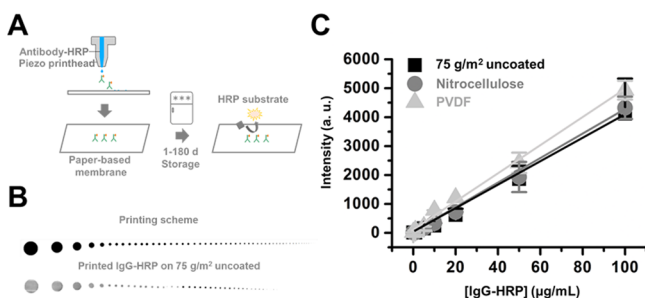 A
Antibody-HRP
Piezo printhead
HRP substrate
Paper-based
membrane
1-180 d
Storage
B
Printing scheme
Printed IgG-HRP on 75 g/m² uncoated
C
75 g/m² uncoated
Nitrocellulose
PVDF
Intensity (a. u.)
6000
5000
4000
3000
2000
1000
0
0 20 40 60 80 100
[IgG-HRP] (µg/mL)